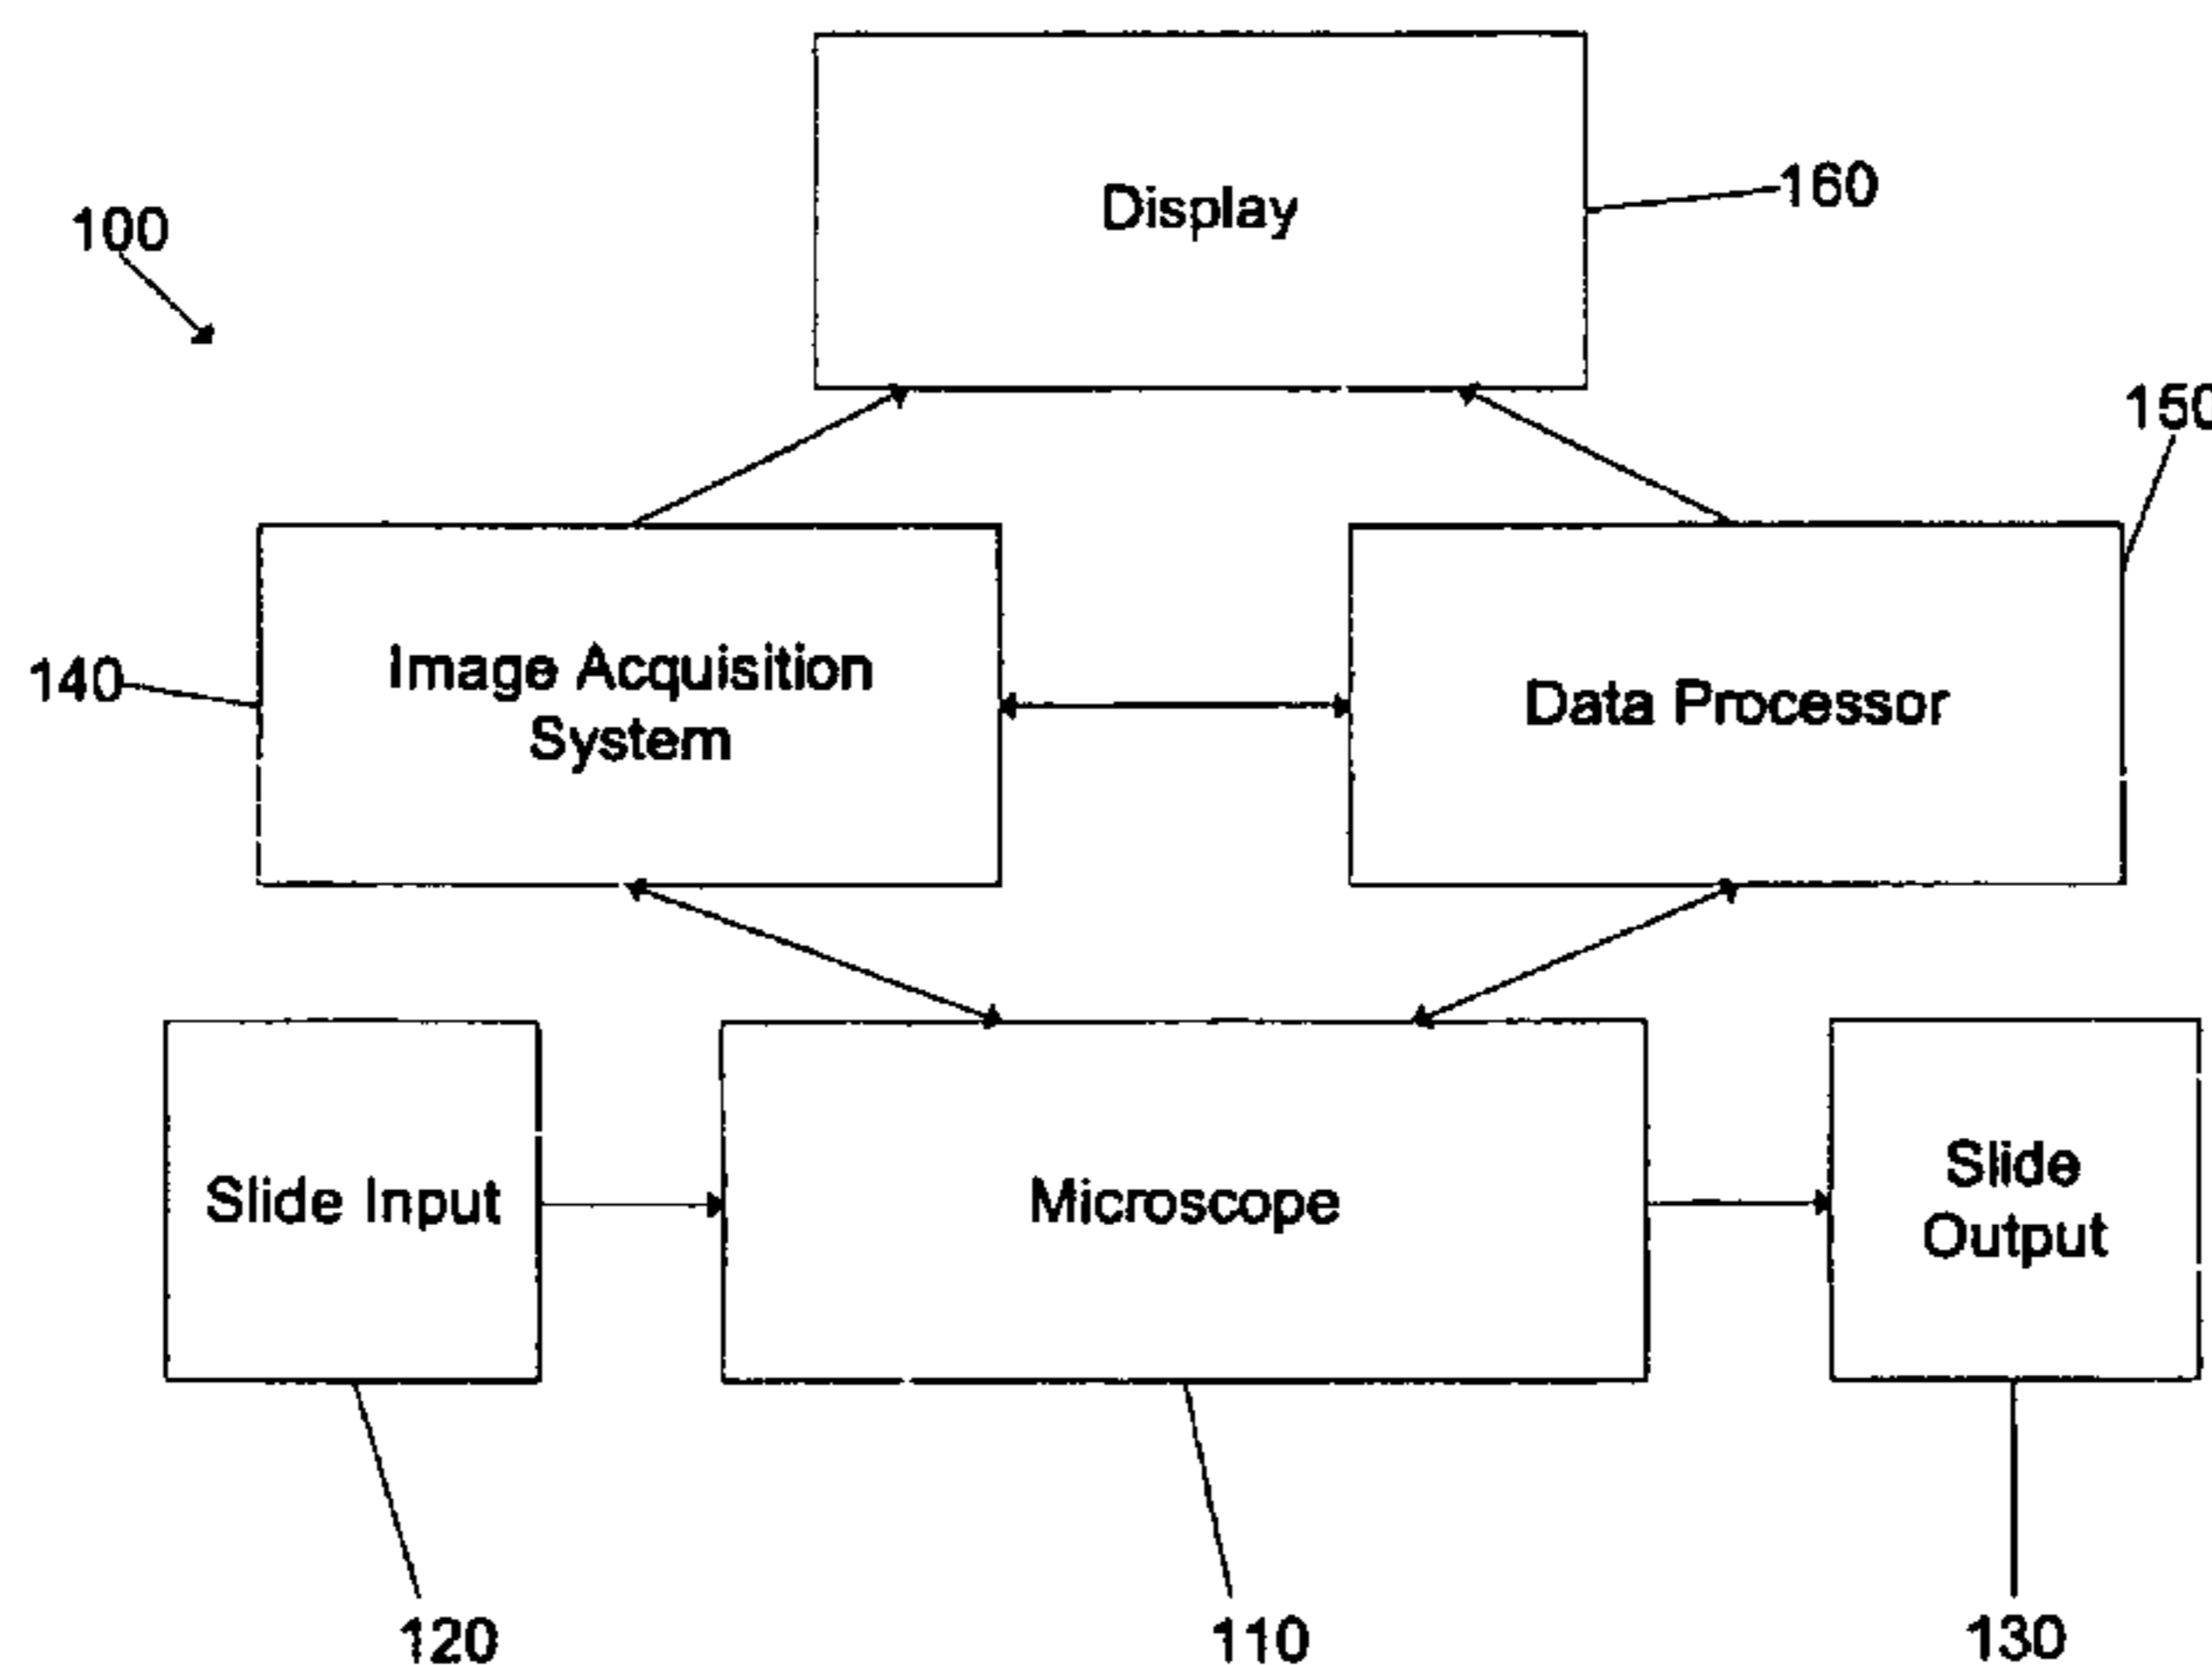 Display
160
100
150
Image Acquisition
System
140
Data Processor
Slide Input
Microscope
Slide
Output
120
110
130